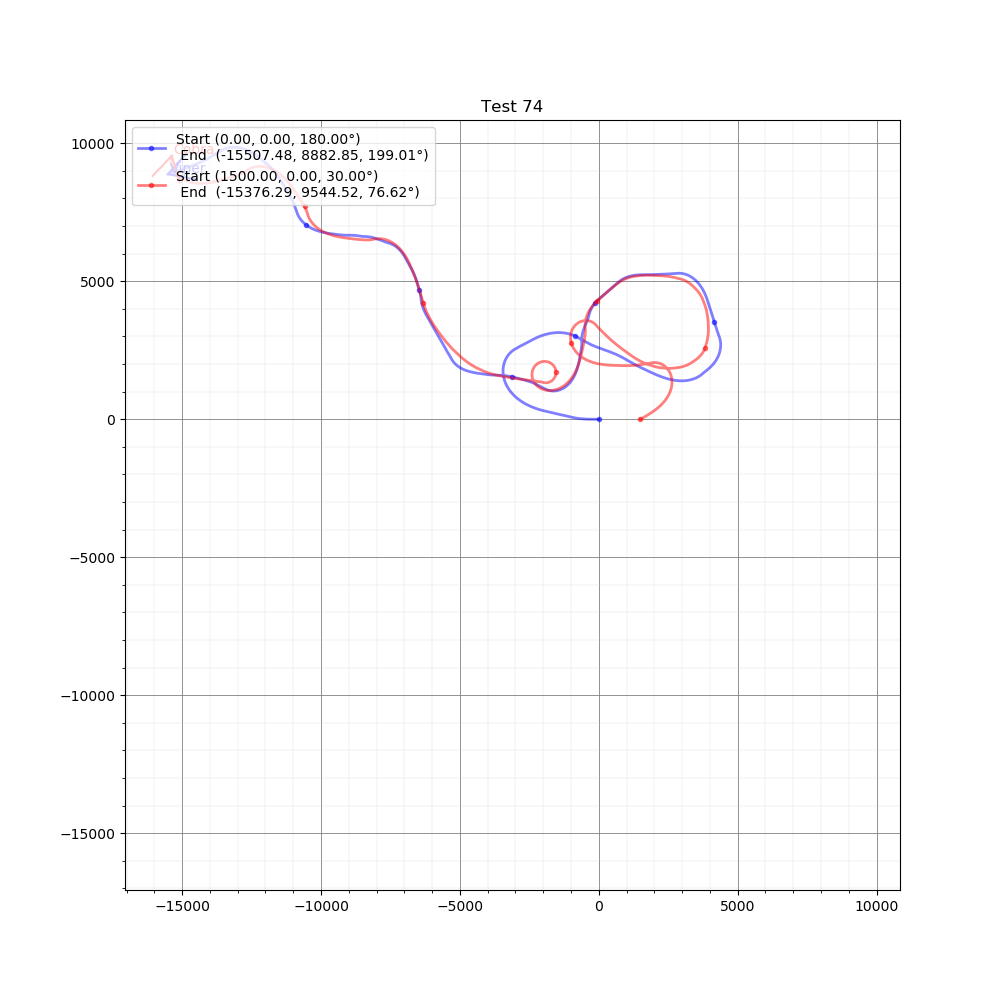 Test 74
Start (0.00, 0.00, 180.00°)
End  (-15507.48, 8882.85, 199.01°)
Start (1500.00, 0.00, 30.00°)
End  (-15376.29, 9544.52, 76.62°)
10000
5000
0
−5000
−10000
−15000
−15000
−10000
−5000
0
5000
10000